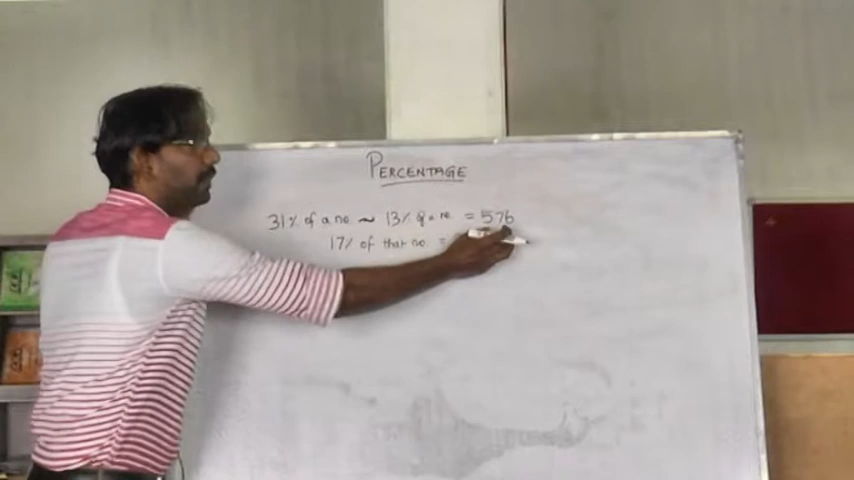 PERCENTAGE
31% of a no ~ 13% of a no. = 576
17% of that no. =